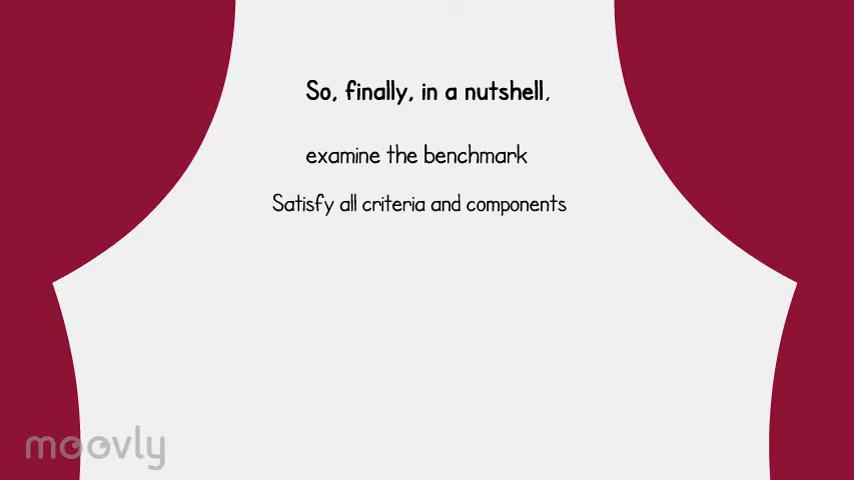 So, finally, in a nutshell,
examine the benchmark
Satisfy all criteria and components
moovly